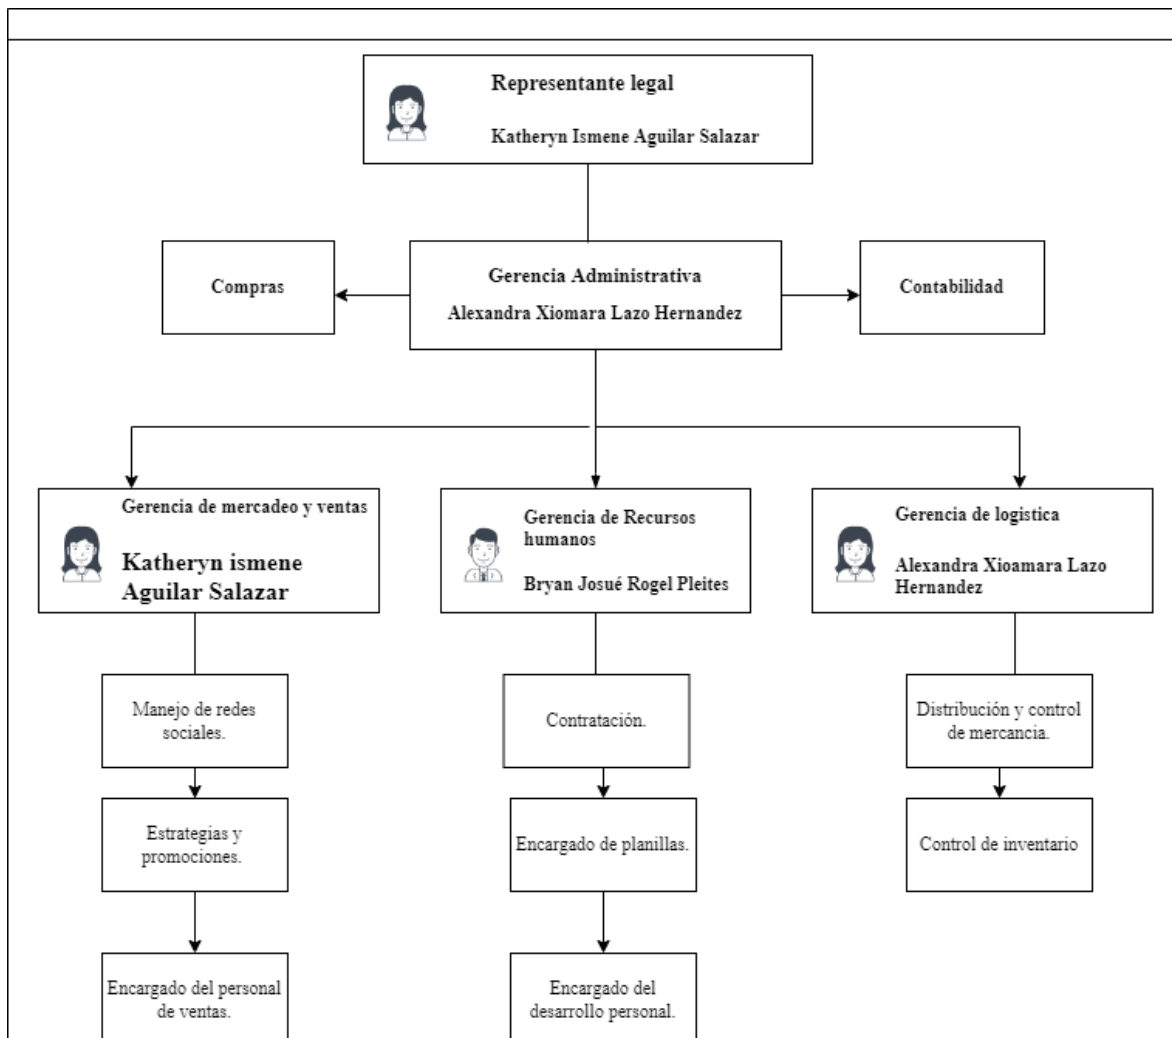 Representante legal
Katheryn Ismene Aguilar Salazar
Compras
Gerencia Administrativa
Alexandra Xiomara Lazo Hernandez
Contabilidad
Gerencia de mercadeo y ventas
Katheryn ismene
Aguilar Salazar
Gerencia de Recursos
humanos
Bryan Josué Rogel Pleites
Gerencia de logistica
Alexandra Xioamara Lazo
Hernandez
Manejo de redes
sociales.
Contratación.
Distribución y control
de mercancia.
Estrategias y
promociones.
Encargado de planillas.
Control de inventario
Encargado del personal
de ventas.
Encargado del
desarrollo personal.